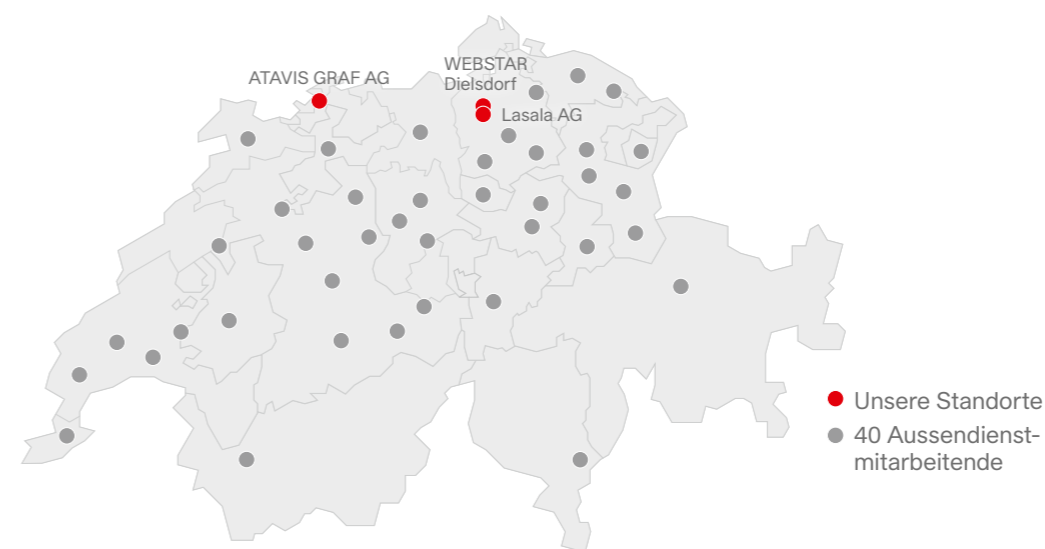 WEBSTAR
Dielsdorf
ATAVIS GRAF AG
Lasala AG
Unsere Standorte
40 Aussendienst-
mitarbeitende